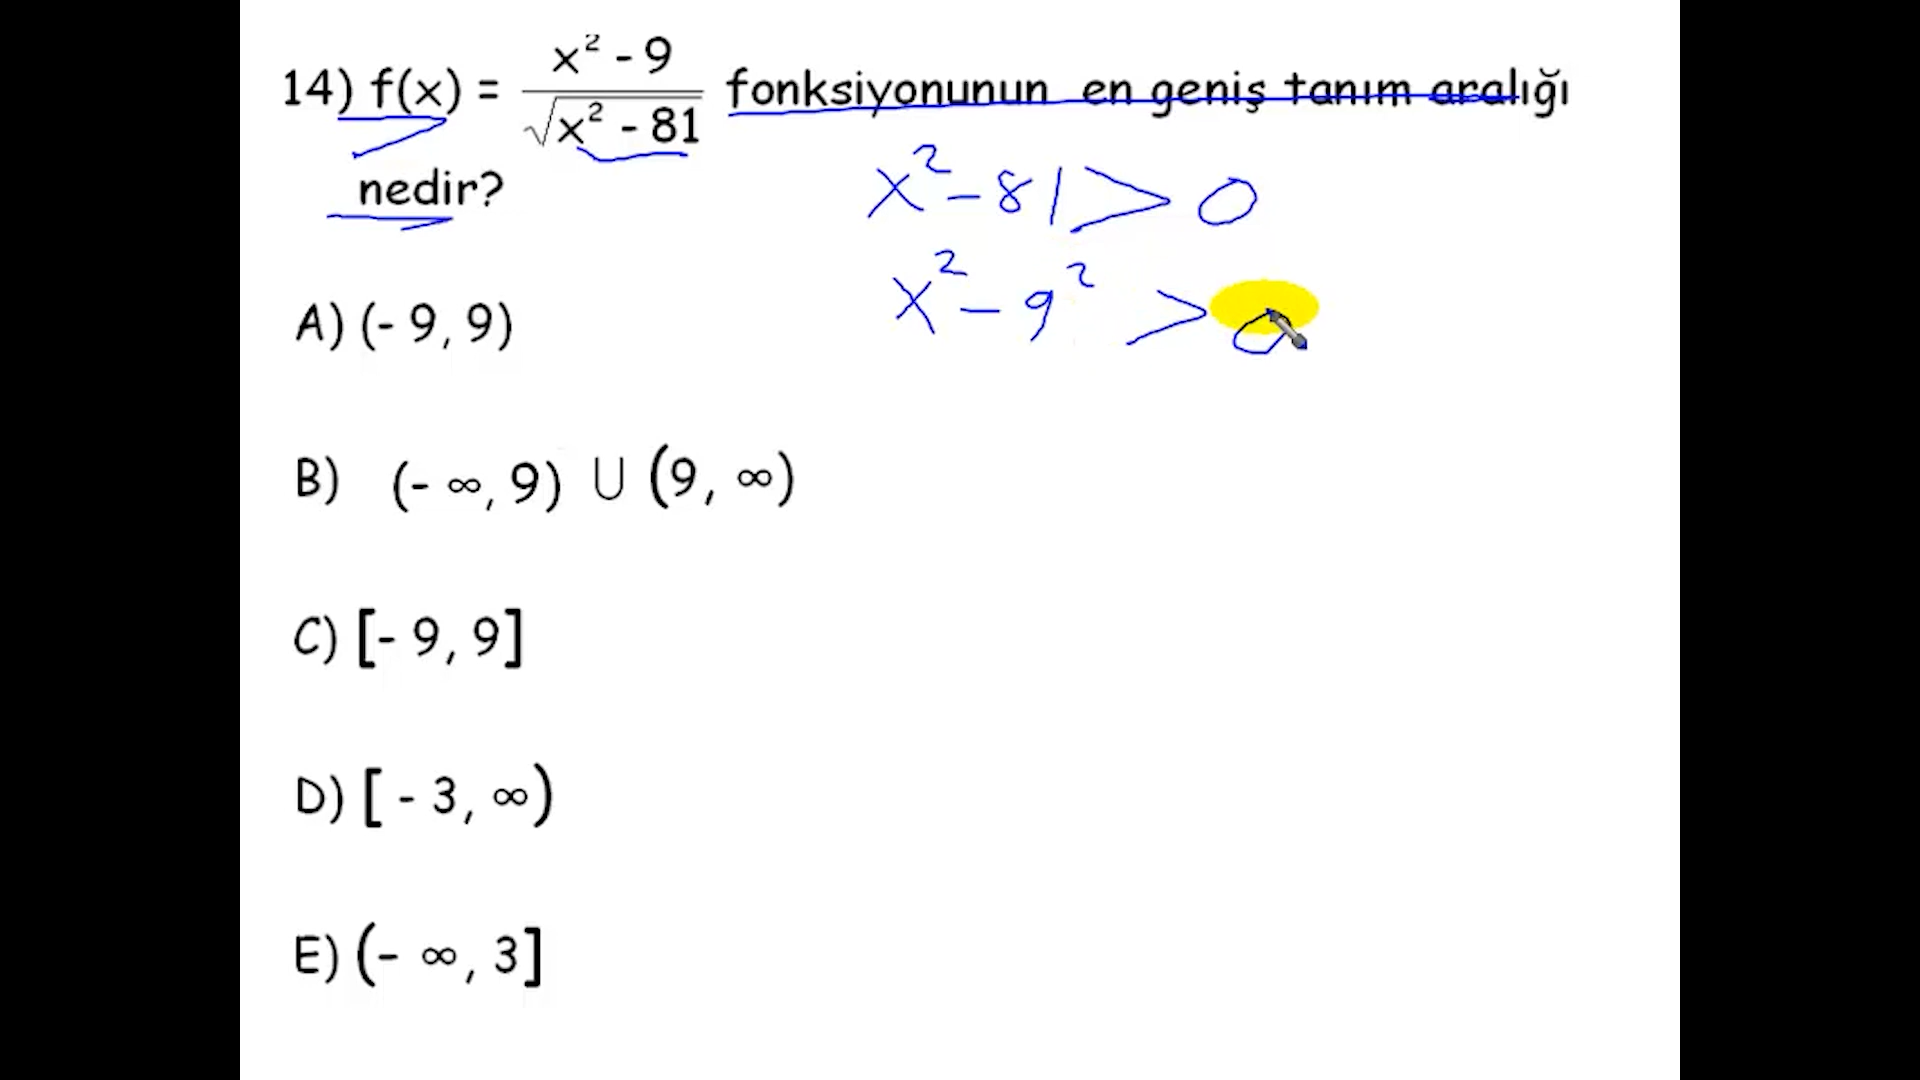 14) f(x) = x² - 9 / √x² - 81 fonksiyonunun en geniş tanım aralığı
nedir?
x² - 81 > 0
x² - 9² > 0
A) (- 9, 9)
B) (- ∞, 9) ∪ (9, ∞)
C) [- 9, 9]
D) [ - 3, ∞)
E) (- ∞, 3]